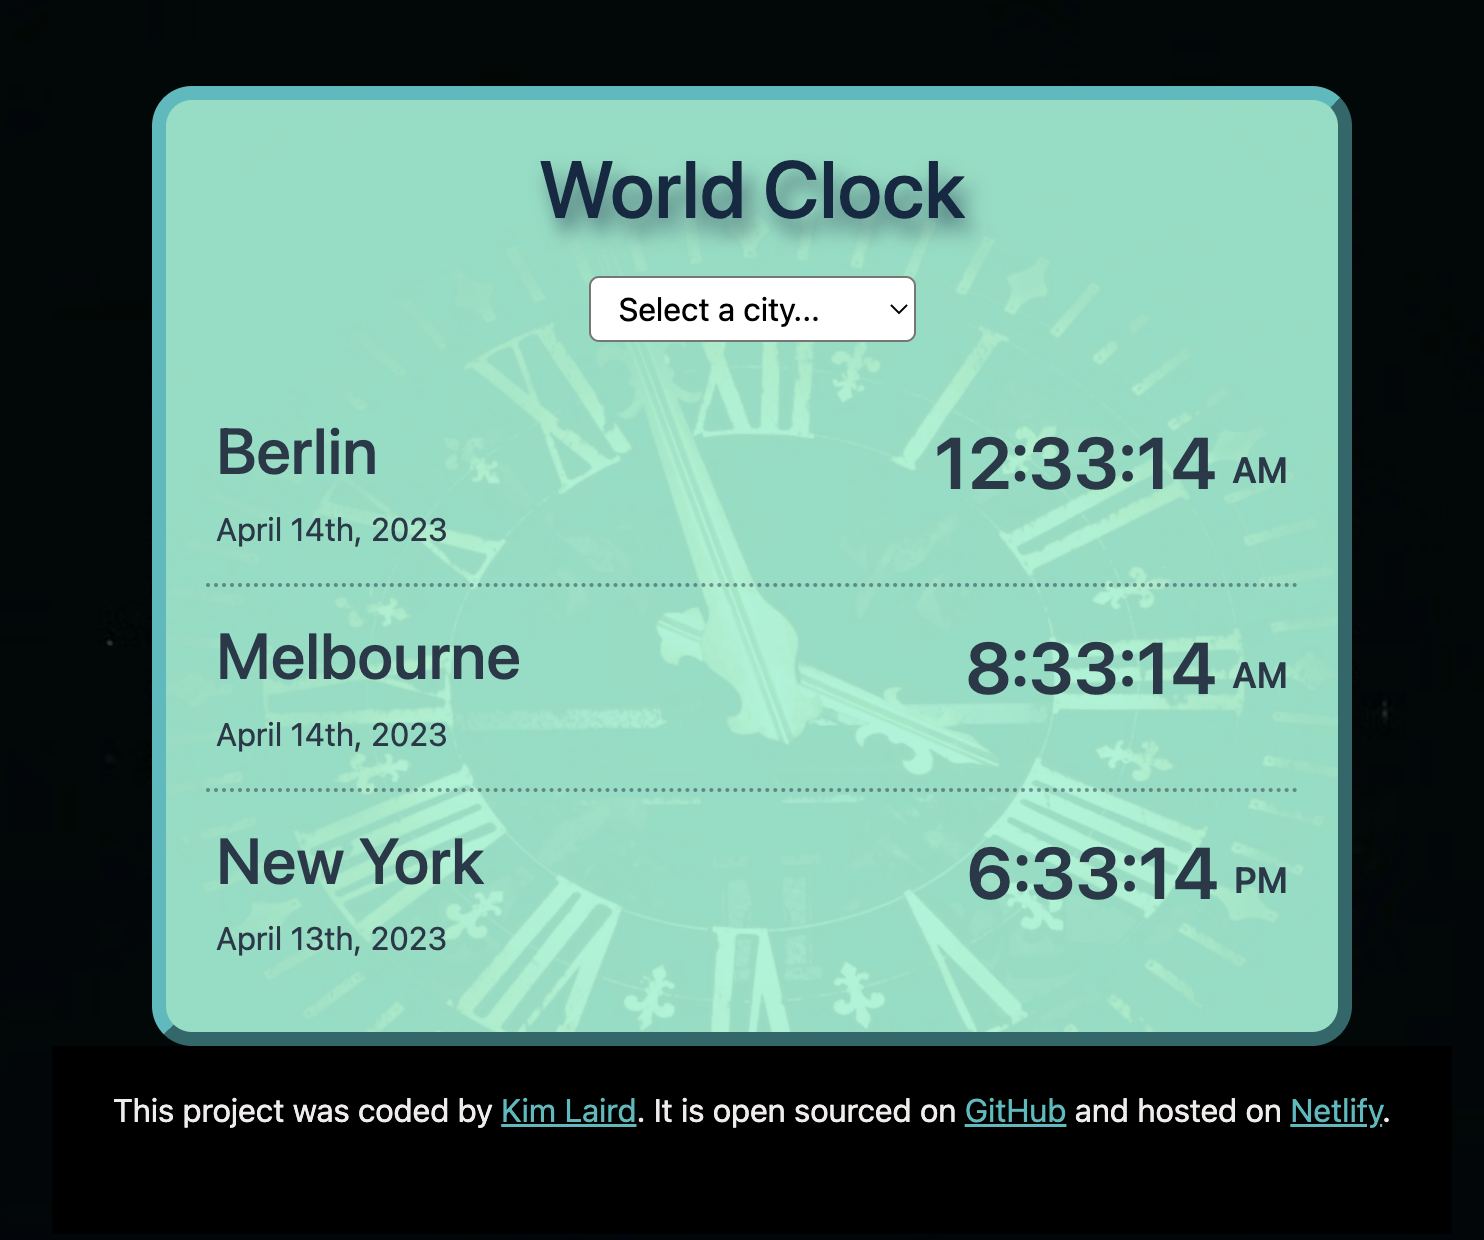 World Clock
Select a city...
Berlin
12:33:14 AM
April 14th, 2023
Melbourne
8:33:14 AM
April 14th, 2023
New York
6:33:14 PM
April 13th, 2023
This project was coded by Kim Laird. It is open sourced on GitHub and hosted on Netlify.